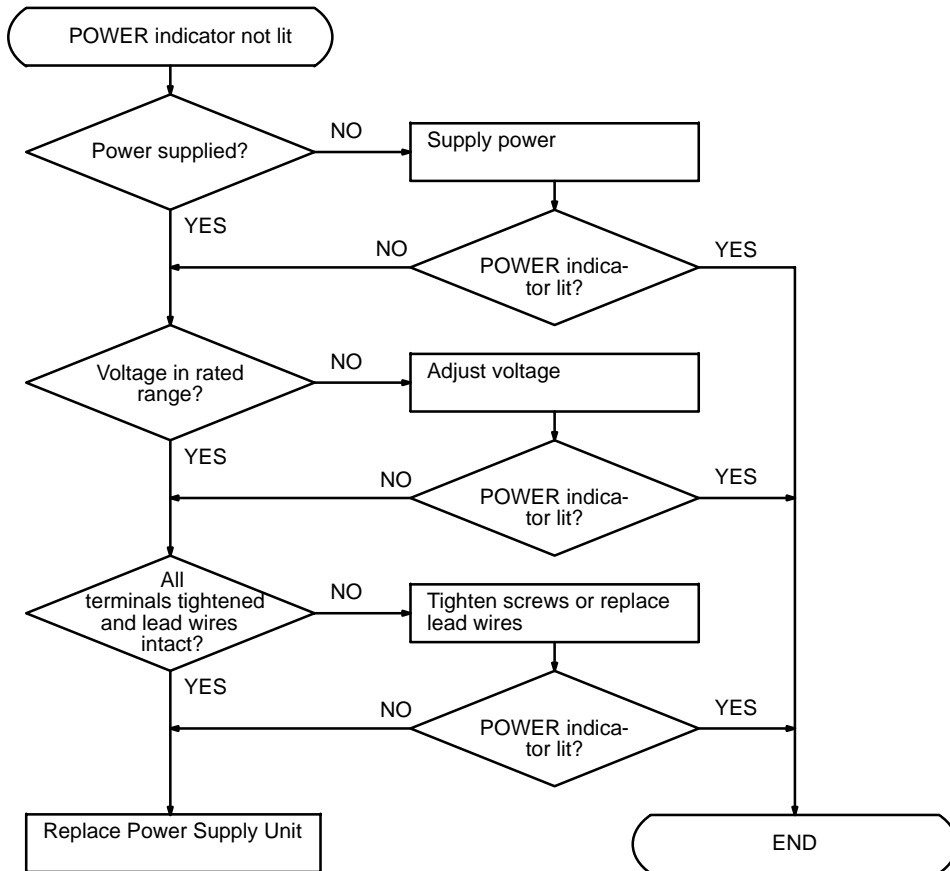 POWER indicator not lit
NO
Power supplied?
Supply power
YES
NO
YES
POWER indica-
tor lit?
NO
Voltage in rated
range?
Adjust voltage
YES
NO
YES
POWER indica-
tor lit?
All
terminals tightened
and lead wires
intact?
NO
Tighten screws or replace
lead wires
YES
NO
YES
POWER indica-
tor lit?
Replace Power Supply Unit
END